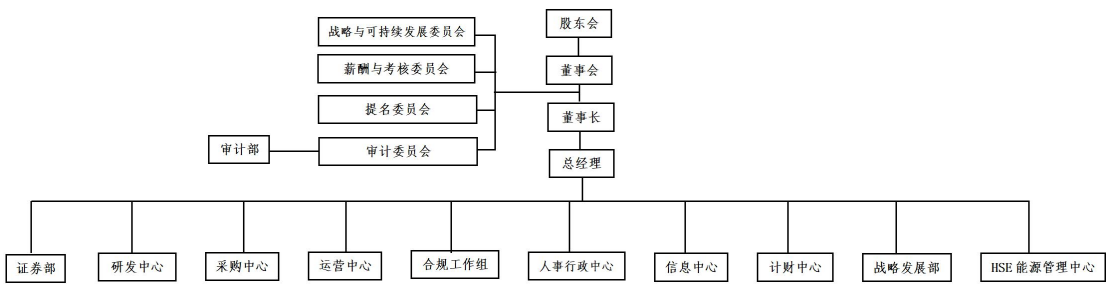 股东会
战略与可持续发展委员会
薪酬与考核委员会
董事会
提名委员会
董事长
审计部
审计委员会
总经理
证券部
研发中心
采购中心
运营中心
合规工作组
人事行政中心
信息中心
计财中心
战略发展部
HSE能源管理中心